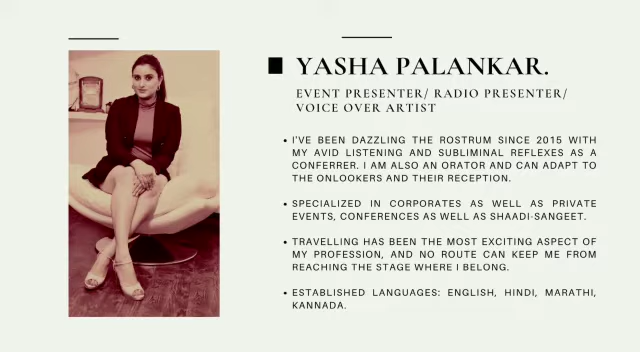 YASHA PALANKAR.
EVENT PRESENTER/ RADIO PRESENTER/
VOICE OVER ARTIST
• I'VE BEEN DAZZLING THE ROSTRUM SINCE 2015 WITH
MY AVID LISTENING AND SUBLIMINAL REFLEXES AS A
CONFERRER. I AM ALSO AN ORATOR AND CAN ADAPT TO
THE ONLOOKERS AND THEIR RECEPTION.
• SPECIALIZED IN CORPORATES AS WELL AS PRIVATE
EVENTS, CONFERENCES AS WELL AS SHAADI-SANGEET.
• TRAVELLING HAS BEEN THE MOST EXCITING ASPECT OF
MY PROFESSION, AND NO ROUTE CAN KEEP ME FROM
REACHING THE STAGE WHERE I BELONG.
• ESTABLISHED LANGUAGES: ENGLISH, HINDI, MARATHI,
KANNADA.